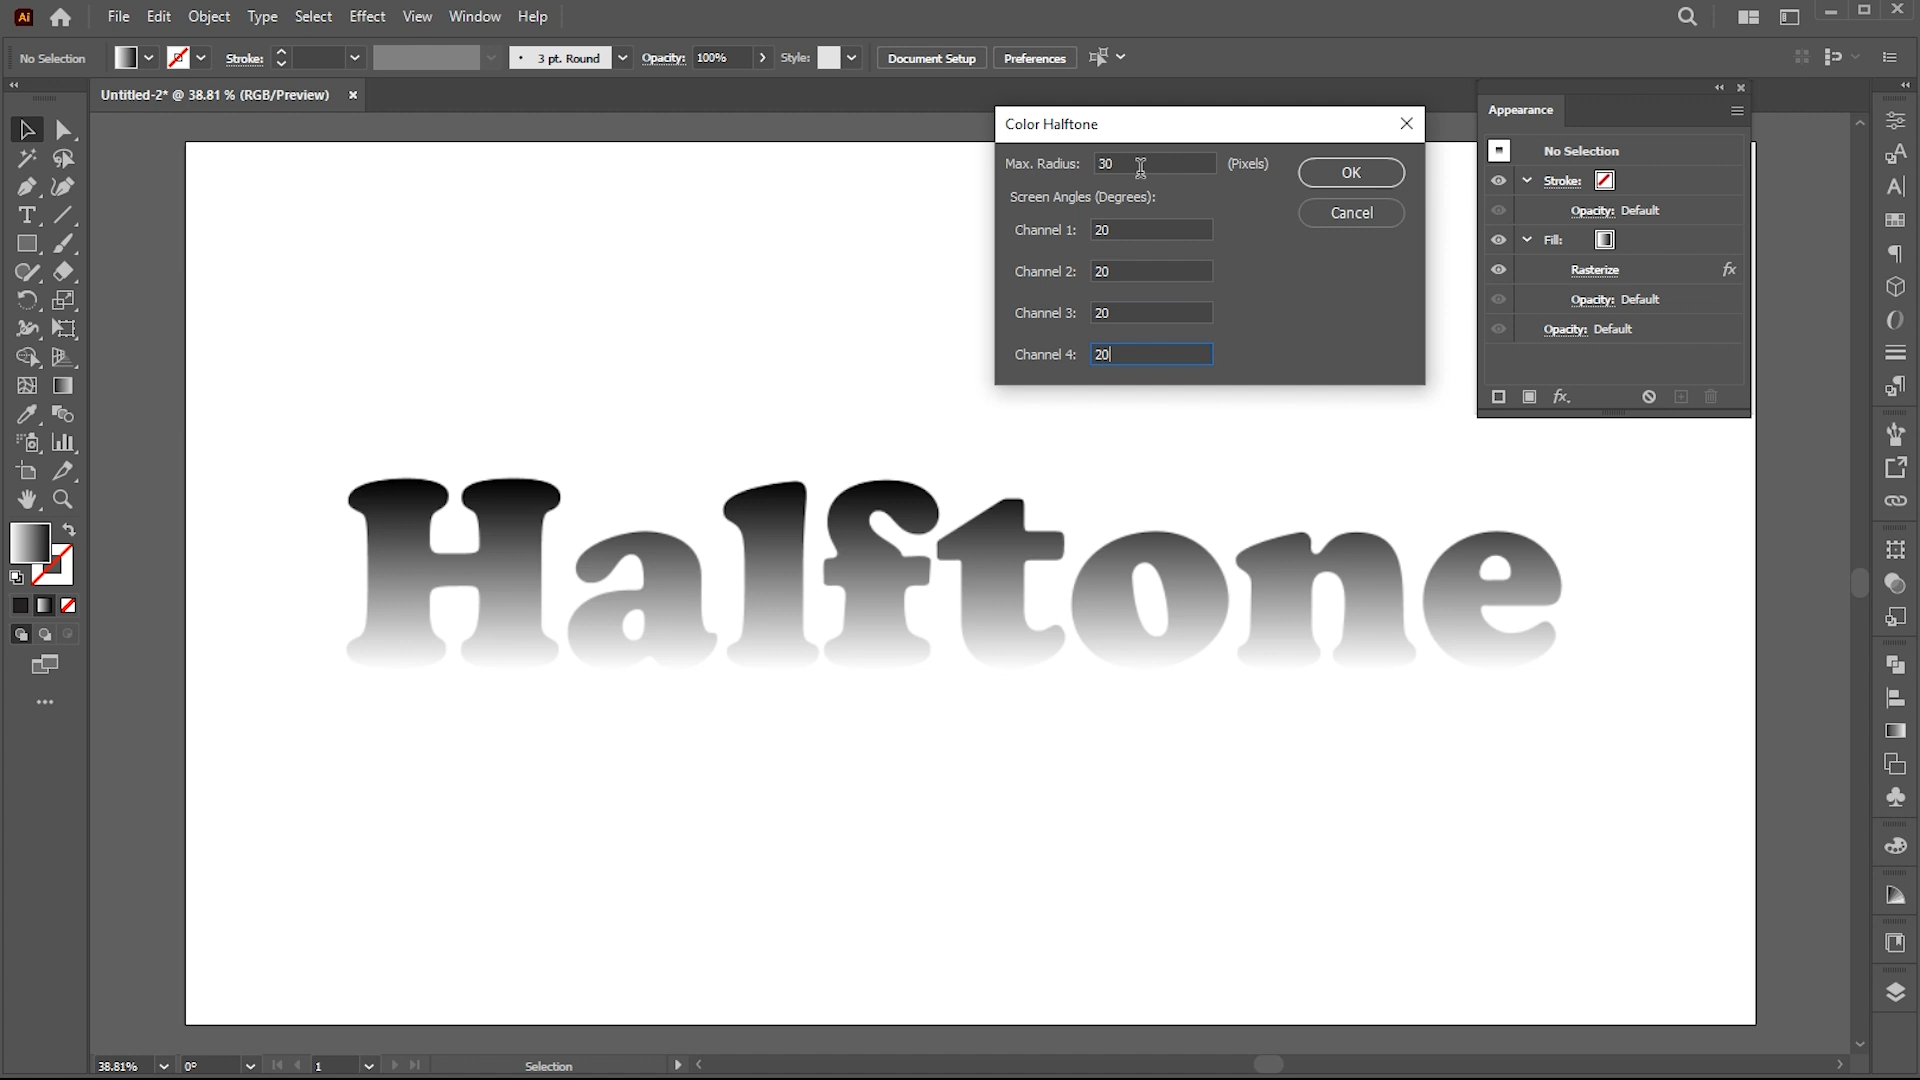 Ai File Edit Object Type Select Effect View Window Help
No Selection Stroke: 3 pt. Round Opacity: 100% Style: Document Setup Preferences
Untitled-2* @ 38.81 % (RGB/Preview)
Color Halftone
Max. Radius: 30 (Pixels)
OK
Screen Angles (Degrees):
Cancel
Channel 1: 20
Channel 2: 20
Channel 3: 20
Channel 4: 20
Appearance
No Selection
Stroke:
Opacity: Default
Fill:
Rasterize fx
Opacity: Default
Opacity: Default
fx.
Halftone
38.81% 0° 1 Selection